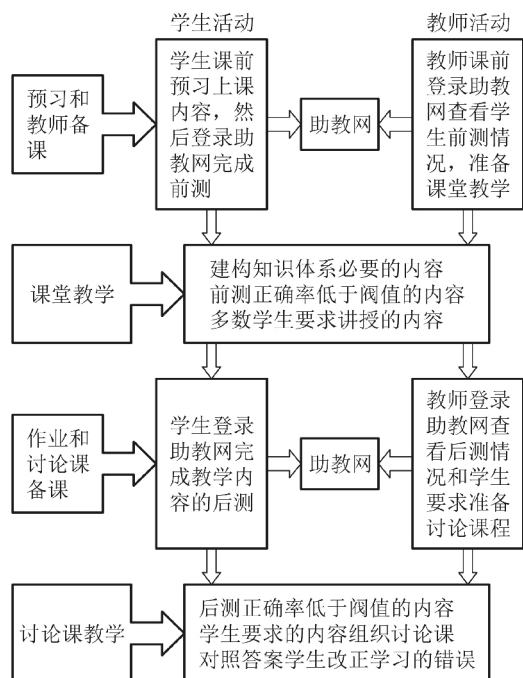 学生活动
教师活动
预习和
教师备
课
学生课前
预习上课
内容，然
后登录助
教网完成
前测
助教网
教师课前
登录助教
网查看学
生前测情
况，准备
课堂教学
课堂教学
建构知识体系必要的内容
前测正确率低于阀值的内容
多数学生要求讲授的内容
作业和
讨论课
备课
学生登录
助教网完
成教学内
容的后测
助教网
教师登录
助教网查
看后测情
况和学生
要求准备
讨论课程
讨论课教学
后测正确率低于阀值的内容
学生要求的内容组织讨论课
对照答案学生改正学习的错误